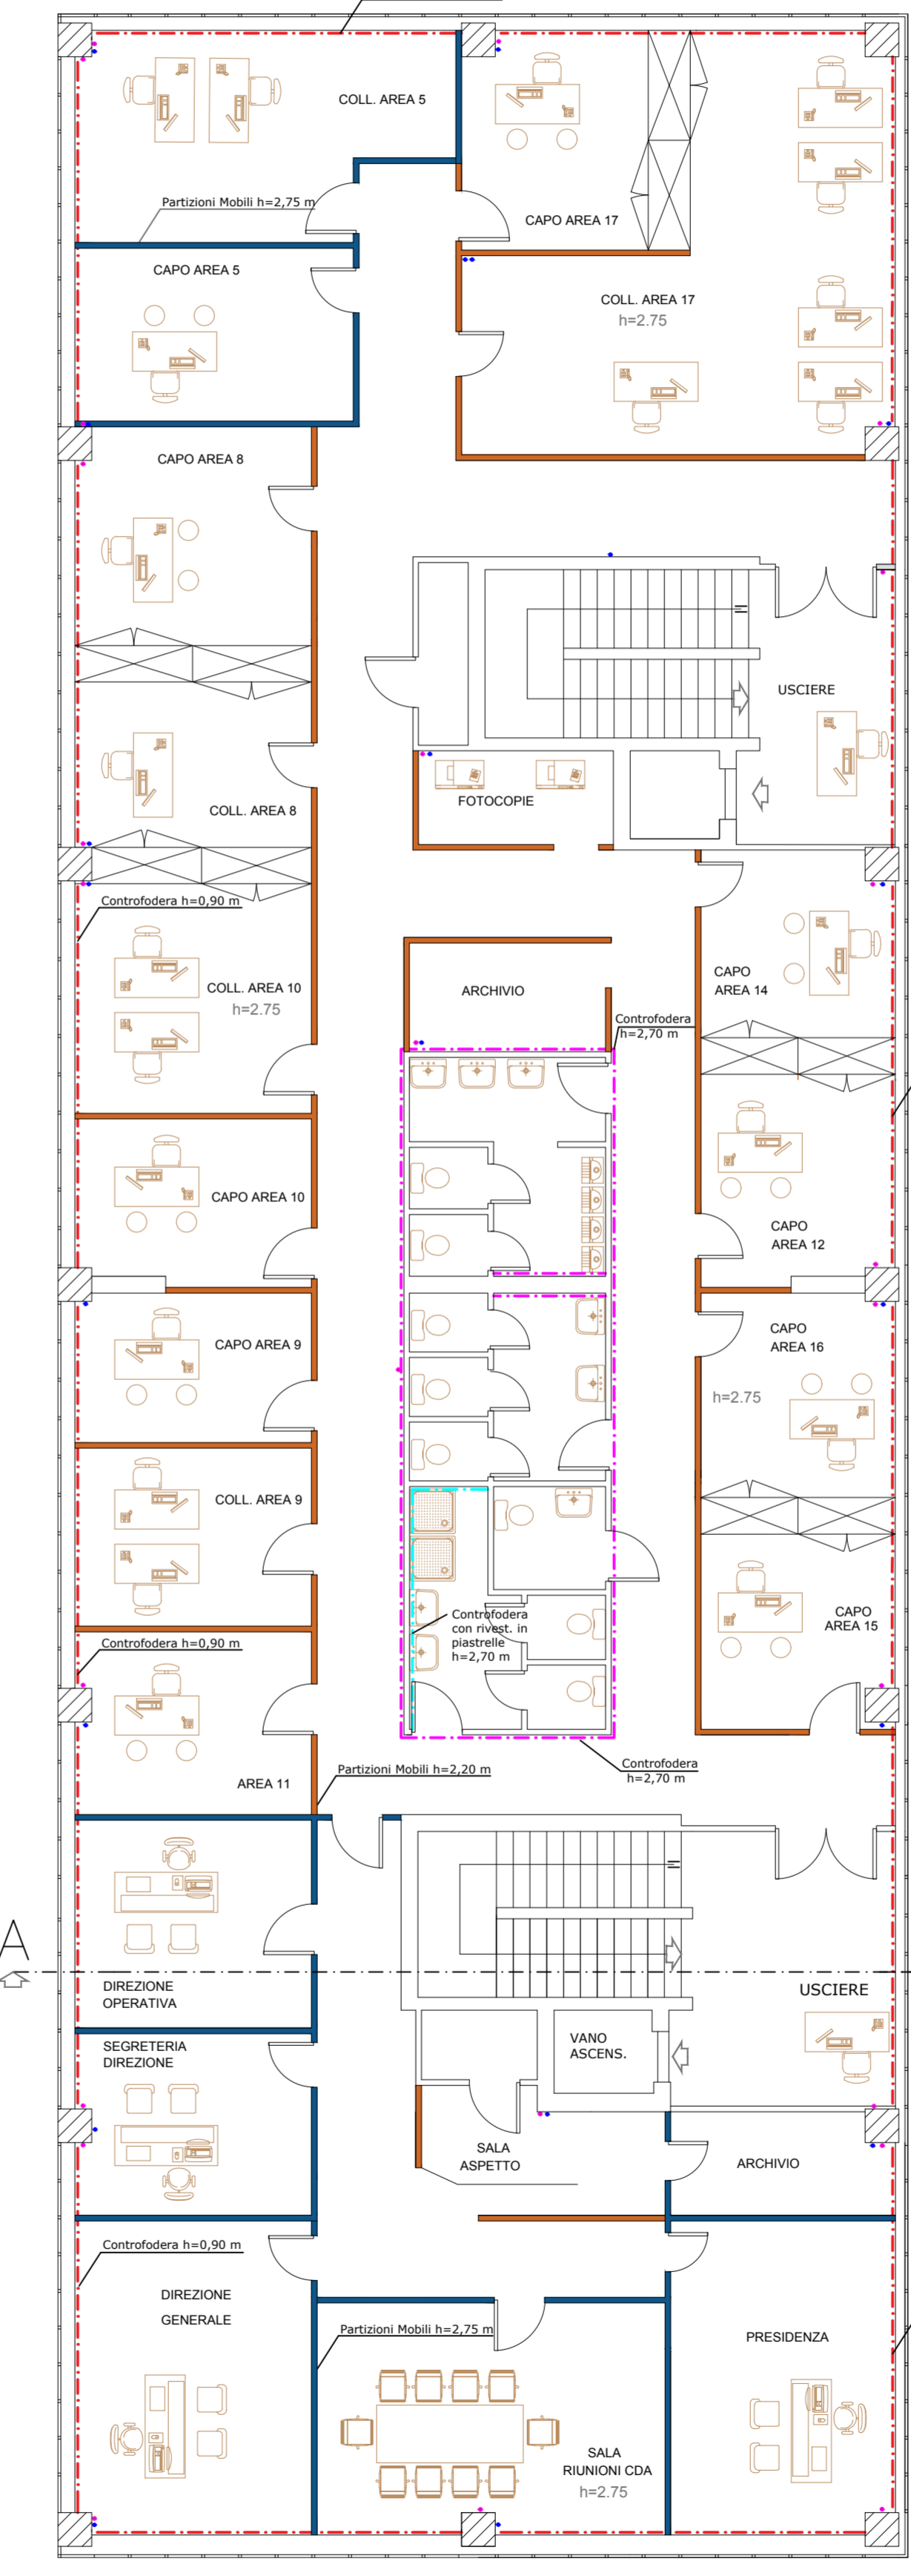 COLL. AREA 5
Partizioni Mobili h=2,75 m
CAPO AREA 17
CAPO AREA 5
COLL. AREA 17
h=2.75
CAPO AREA 8
USCIERE
FOTOCOPIE
COLL. AREA 8
Controfodera h=0,90 m
COLL. AREA 10
h=2.75
ARCHIVIO
CAPO
AREA 14
Controfodera
h=2,70 m
CAPO AREA 10
CAPO
AREA 12
CAPO AREA 9
CAPO
AREA 16
h=2.75
COLL. AREA 9
Controfodera
con rivest. in
piastrelle
h=2,70 m
CAPO
AREA 15
Controfodera h=0,90 m
AREA 11
Partizioni Mobili h=2,20 m
Controfodera
h=2,70 m
A
DIREZIONE
OPERATIVA
USCIERE
SEGRETERIA
DIREZIONE
VANO
ASCENS.
SALA
ASPETTO
ARCHIVIO
Controfodera h=0,90 m
DIREZIONE
GENERALE
Partizioni Mobili h=2,75 m
PRESIDENZA
SALA
RIUNIONI CDA
h=2.75